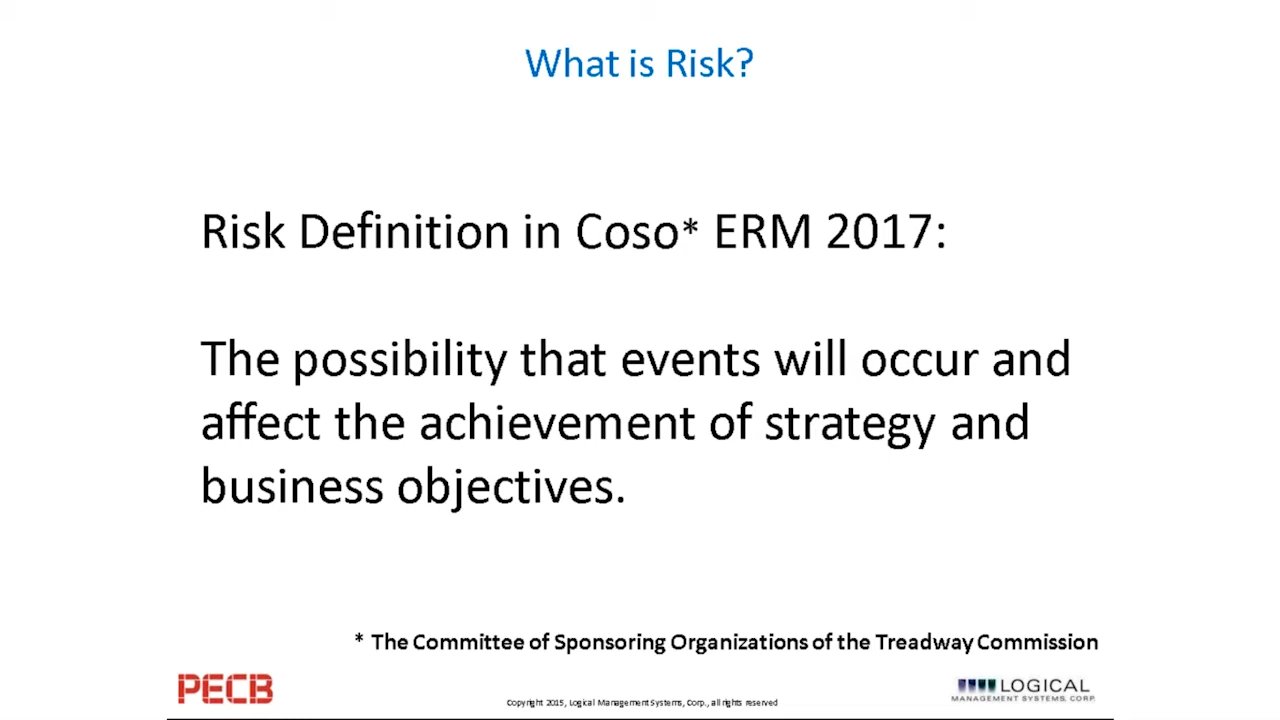 What is Risk?
Risk Definition in Coso* ERM 2017:
The possibility that events will occur and
affect the achievement of strategy and
business objectives.
* The Committee of Sponsoring Organizations of the Treadway Commission
PECB
Copyright 2015, Logical Management Systems, Corp., all rights reserved
LOGICAL
MANAGEMENT SYSTEMS, CORP.